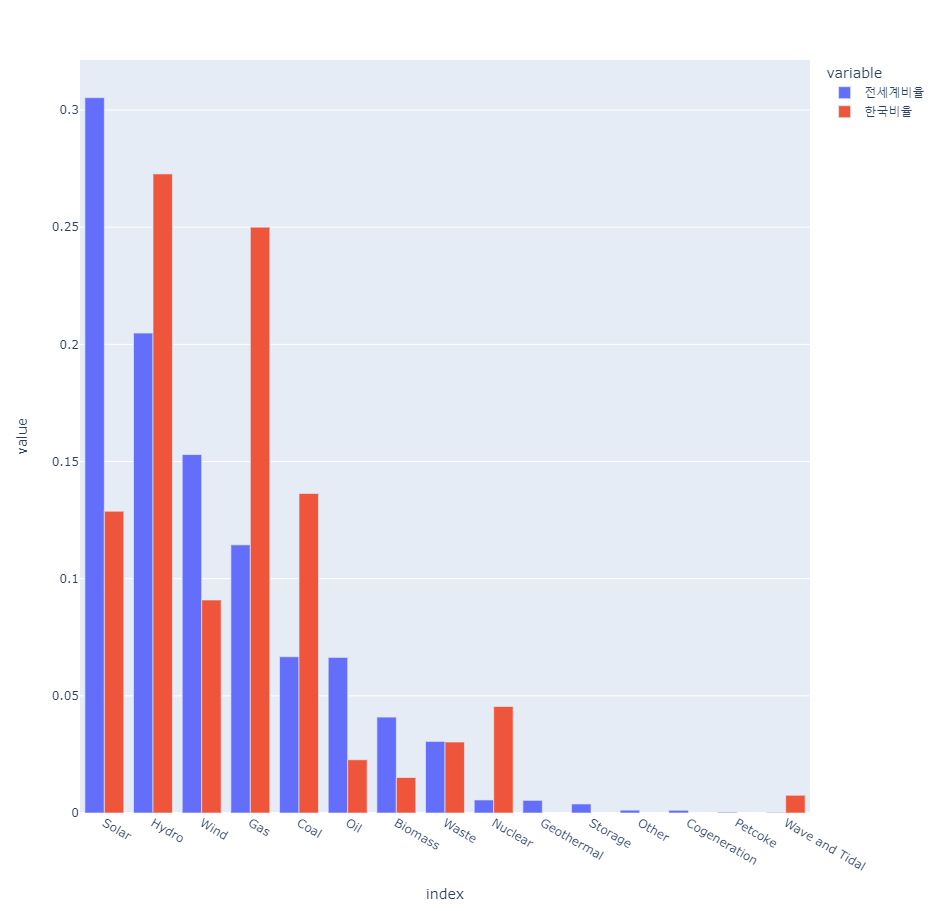 variable
전세계비율
한국비율
0.3
0.25
0.2
0.15
0.1
0.05
0
value
Solar
Hydro
Wind
Gas
Coal
Oil
Biomass
Waste
Nuclear
Geothermal
Storage
Other
Cogeneration
Petcoke
Wave and Tidal
index